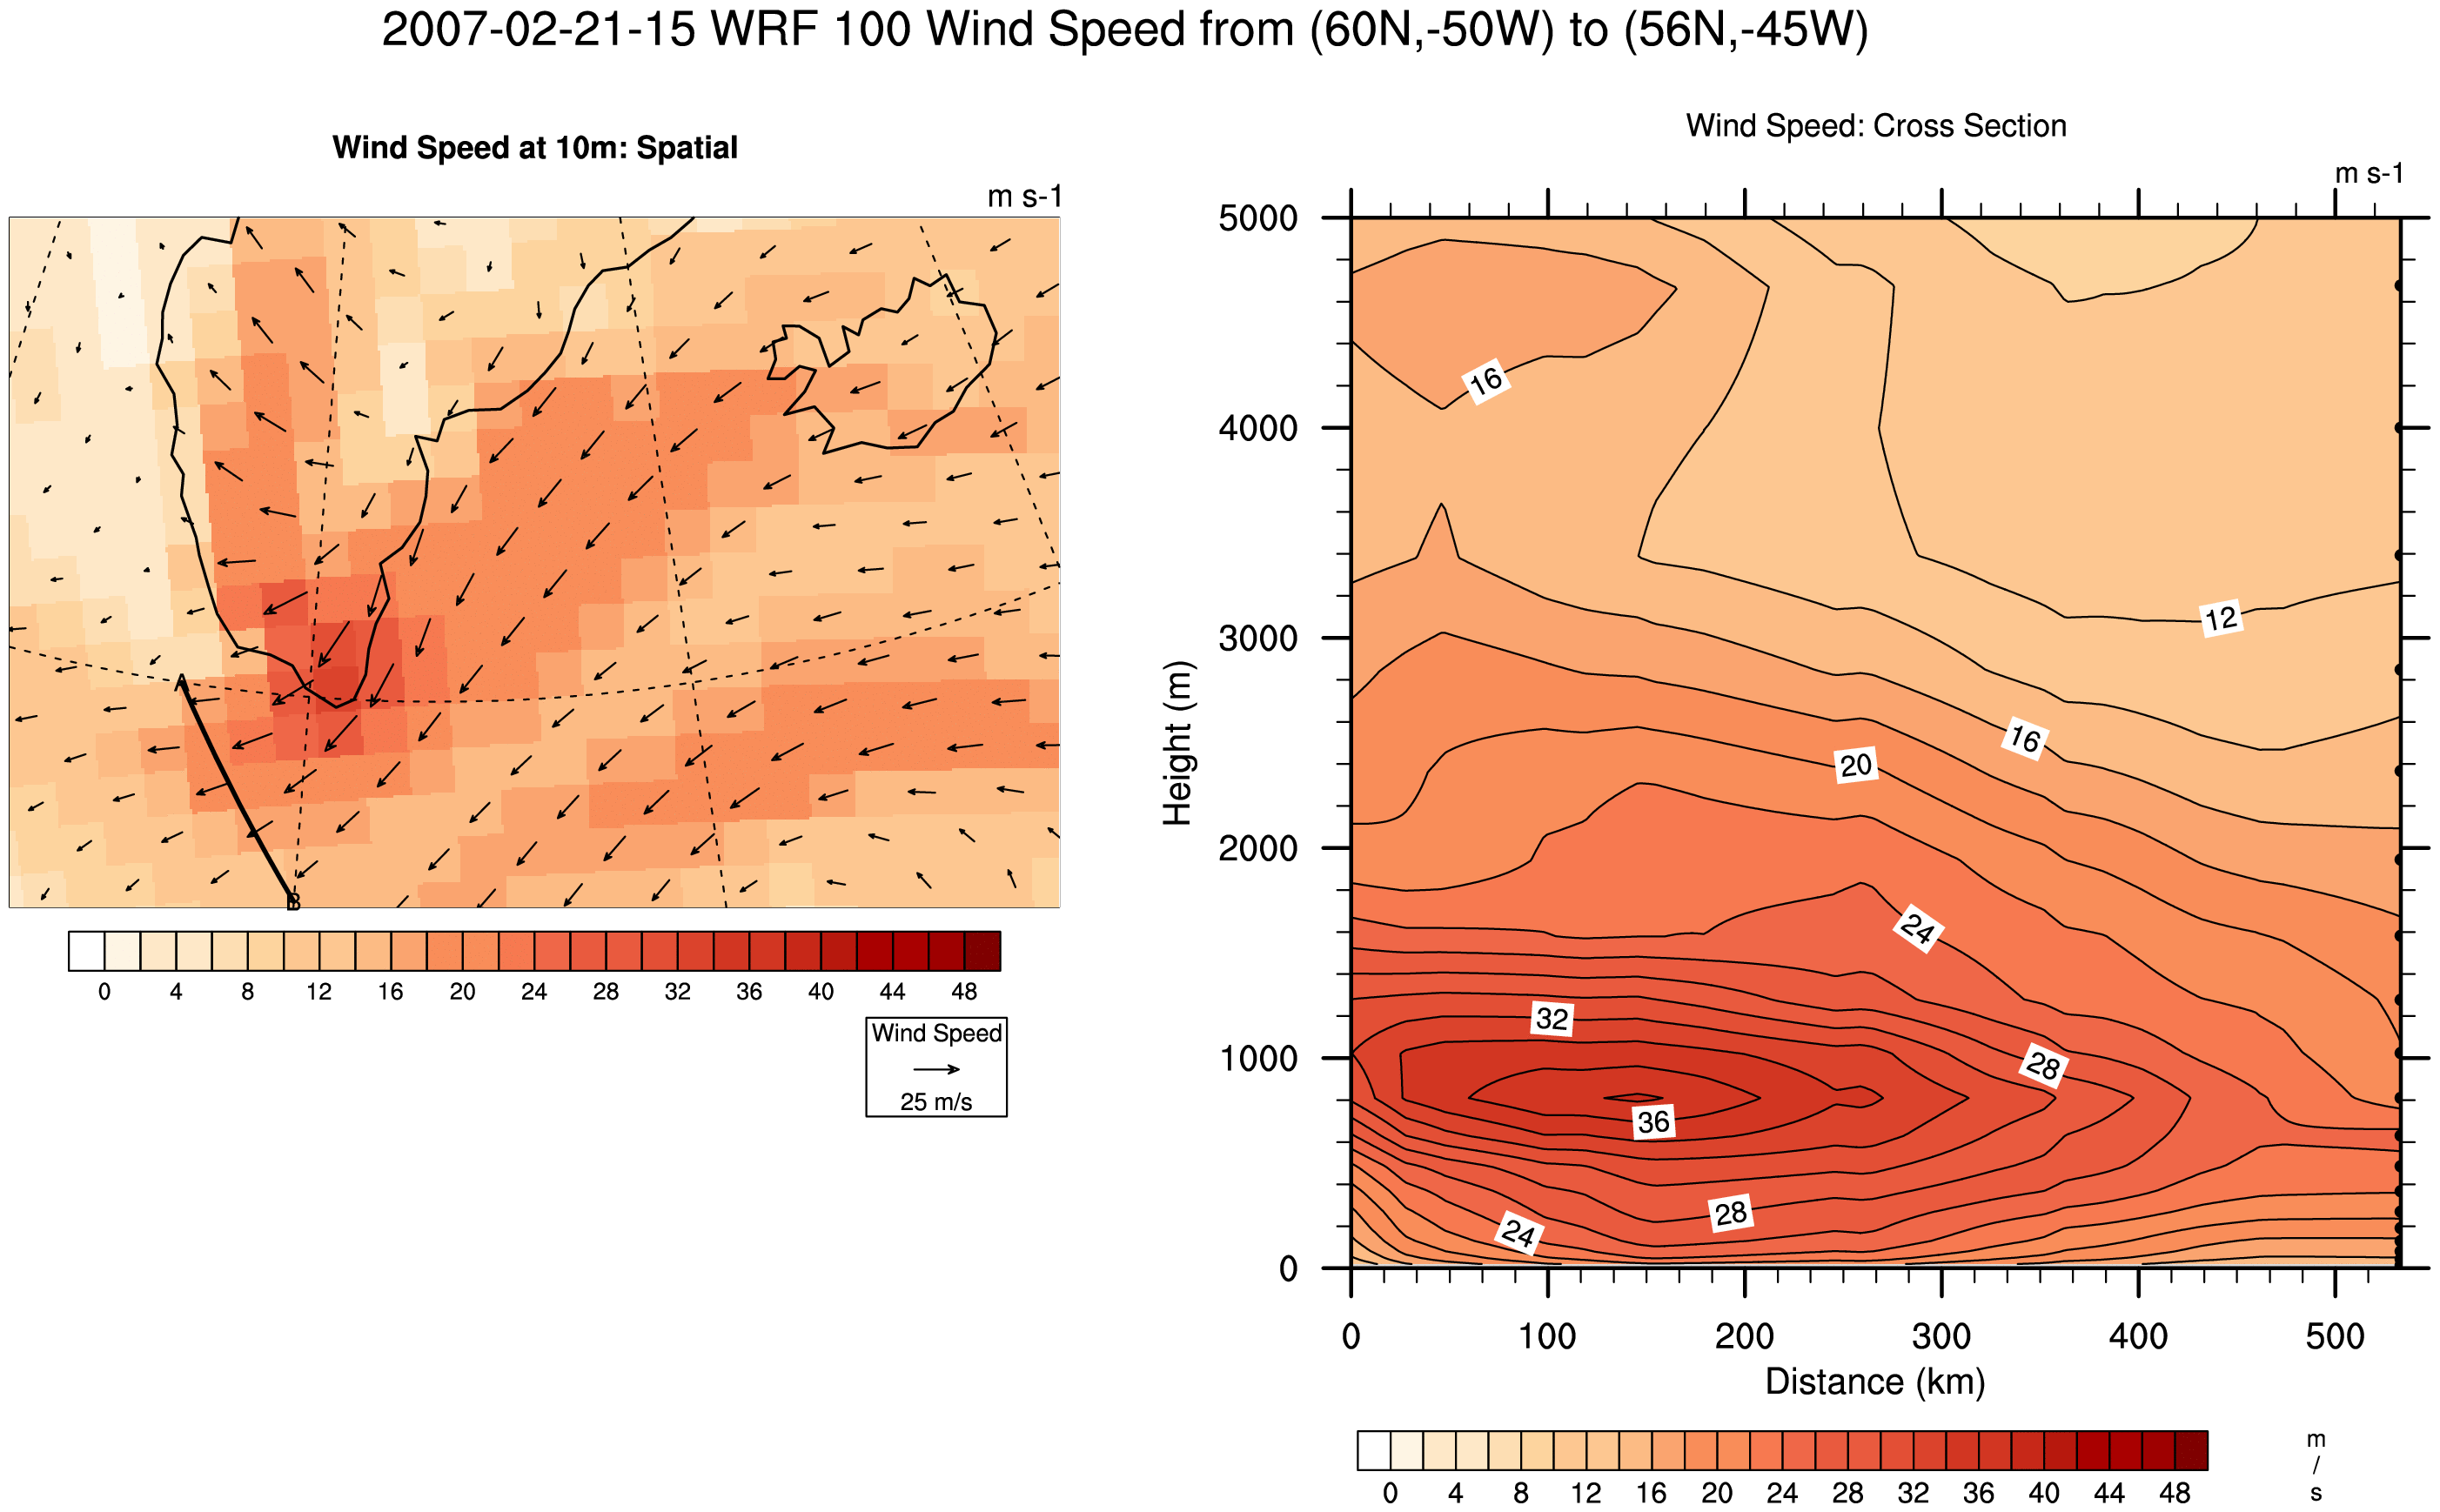 2007-02-21-15 WRF 100 Wind Speed from (60N,-50W) to (56N,-45W)
Wind Speed at 10m: Spatial
m s-1
A
B
0 4 8 12 16 20 24 28 32 36 40 44 48
Wind Speed
25 m/s
Wind Speed: Cross Section
m s-1
5000
4000
3000
2000
1000
0
Height (m)
16
12
16
20
24
32
28
36
28
24
0 100 200 300 400 500
Distance (km)
0 4 8 12 16 20 24 28 32 36 40 44 48
m
/
s